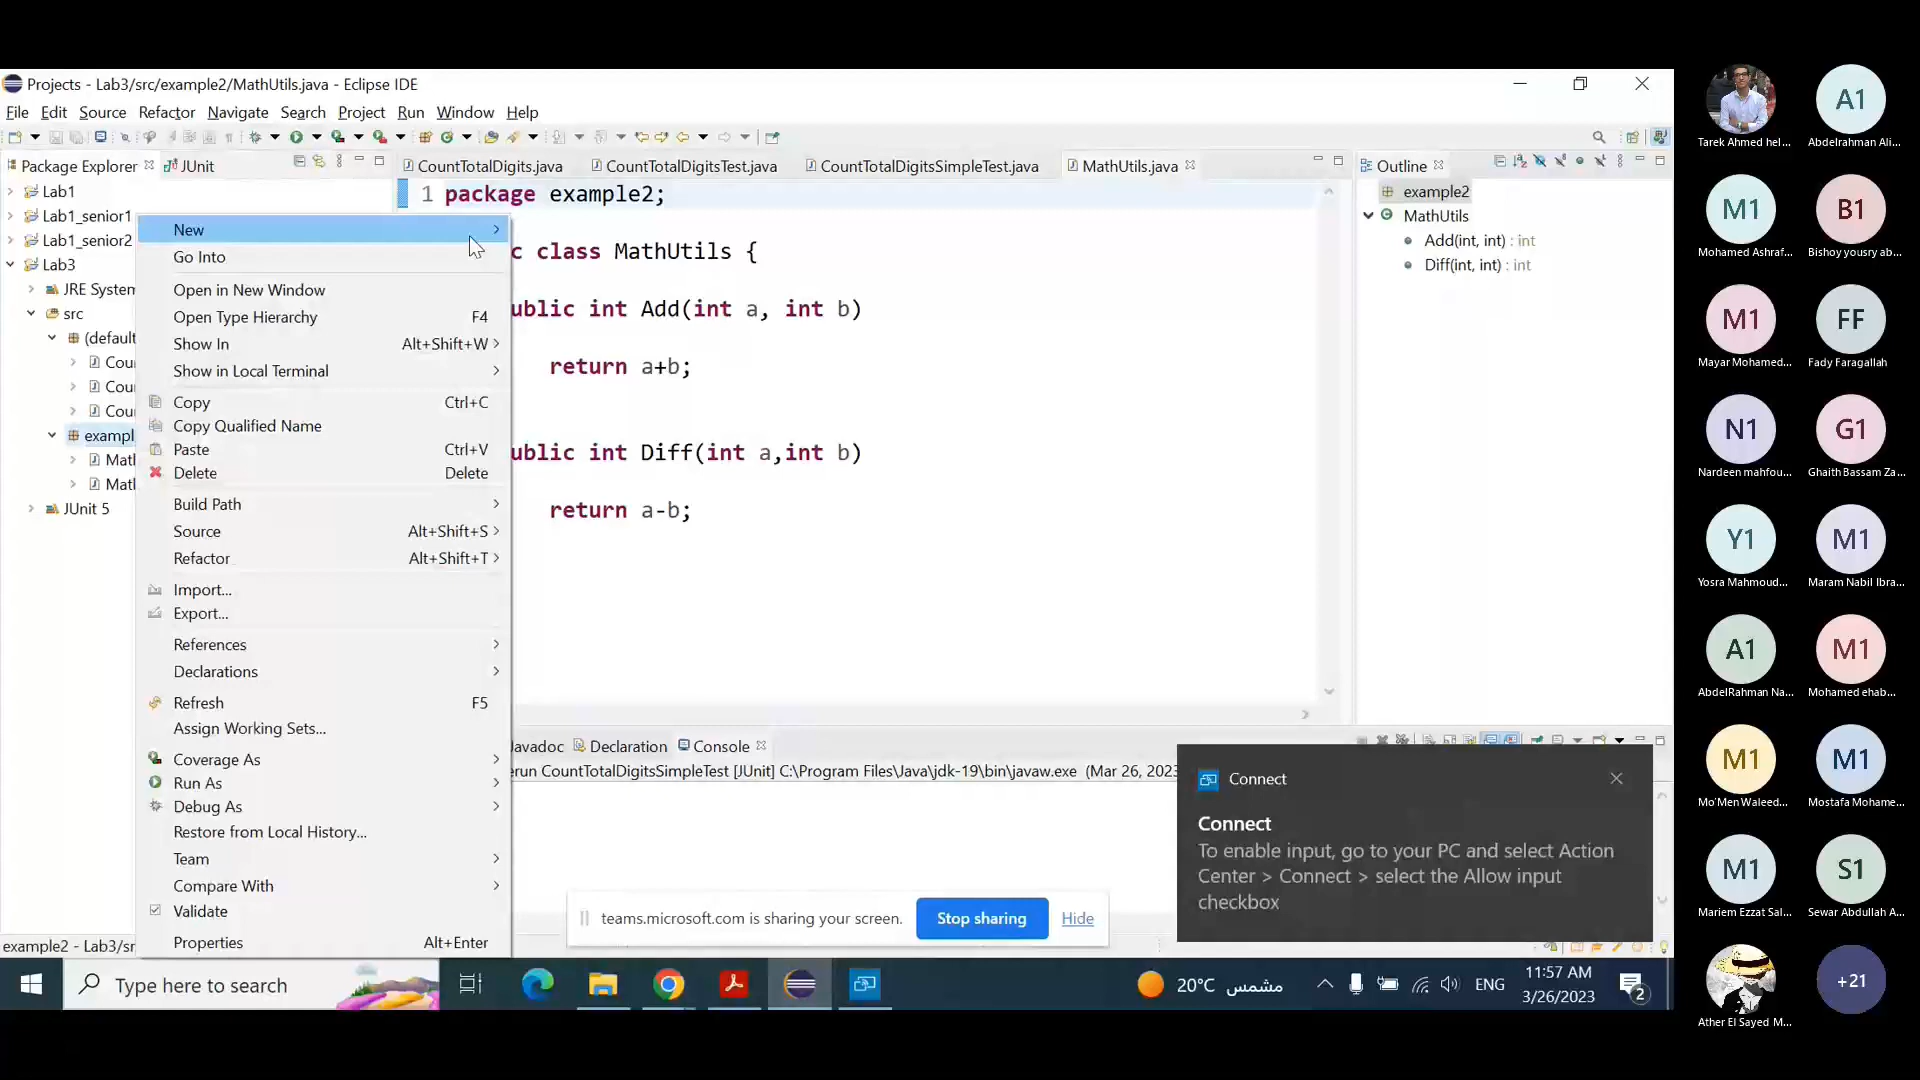 Projects - Lab3/src/example2/MathUtils.java - Eclipse IDE
File Edit Source Refactor Navigate Search Project Run Window Help
Package Explorer
JUnit
CountTotalDigits.java
CountTotalDigitsTest.java
CountTotalDigitsSimpleTest.java
MathUtils.java
Outline
Lab1
Lab1_senior1
Lab1_senior2
Lab3
JRE System
src
(default
Cou
Cou
Cou
exampl
Math
Math
JUnit 5
New
Go Into
Open in New Window
Open Type Hierarchy F4
Show In Alt+Shift+W
Show in Local Terminal
Copy Ctrl+C
Copy Qualified Name
Paste Ctrl+V
Delete Delete
Build Path
Source Alt+Shift+S
Refactor Alt+Shift+T
Import...
Export...
References
Declarations
Refresh F5
Assign Working Sets...
Coverage As
Run As
Debug As
Restore from Local History...
Team
Compare With
Validate
Properties Alt+Enter
1 package example2;
c class MathUtils {
ublic int Add(int a, int b)
return a+b;
ublic int Diff(int a,int b)
return a-b;
example2
MathUtils
Add(int, int) : int
Diff(int, int) : int
Javadoc Declaration Console
erun CountTotalDigitsSimpleTest [JUnit] C:\Program Files\Java\jdk-19\bin\javaw.exe (Mar 26, 2023
Connect
Connect
To enable input, go to your PC and select Action
Center > Connect > select the Allow input
checkbox
teams.microsoft.com is sharing your screen. Stop sharing Hide
example2 - Lab3/sr
Type here to search
20°C مشمس
ENG
11:57 AM
3/26/2023
2
Tarek Ahmed hel...
A1
Abdelrahman Ali...
M1
Mohamed Ashraf...
B1
Bishoy yousry ab...
M1
Mayar Mohamed...
FF
Fady Faragallah
N1
Nardeen mahfou...
G1
Ghaith Bassam Za...
Y1
Yosra Mahmoud...
M1
Maram Nabil Ibra...
A1
AbdelRahman Na...
M1
Mohamed ehab...
M1
Mo'Men Waleed...
M1
Mostafa Mohame...
M1
Mariem Ezzat Sal...
S1
Sewar Abdullah A...
Ather El Sayed M...
+21